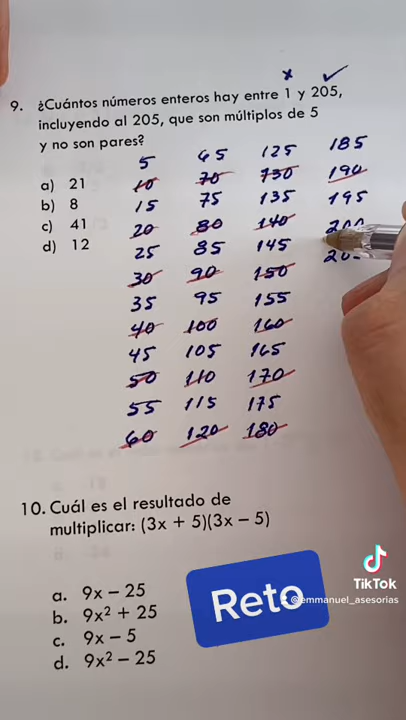 9. ¿Cuántos números enteros hay entre 1 y 205,
incluyendo al 205, que son múltiplos de 5
y no son pares?
a) 21
b) 8
c) 41
d) 12
5 65 125 185
10 70 130 190
15 75 135 195
20 80 140 200
25 85 145
30 90 150
35 95 155
40 100 160
45 105 165
50 110 170
55 115 175
60 120 180
10. Cuál es el resultado de
multiplicar: (3x + 5)(3x – 5)
a. 9x – 25
b. 9x² + 25
c. 9x – 5
d. 9x² – 25
Reto
TikTok
@emmanuel_asesorias